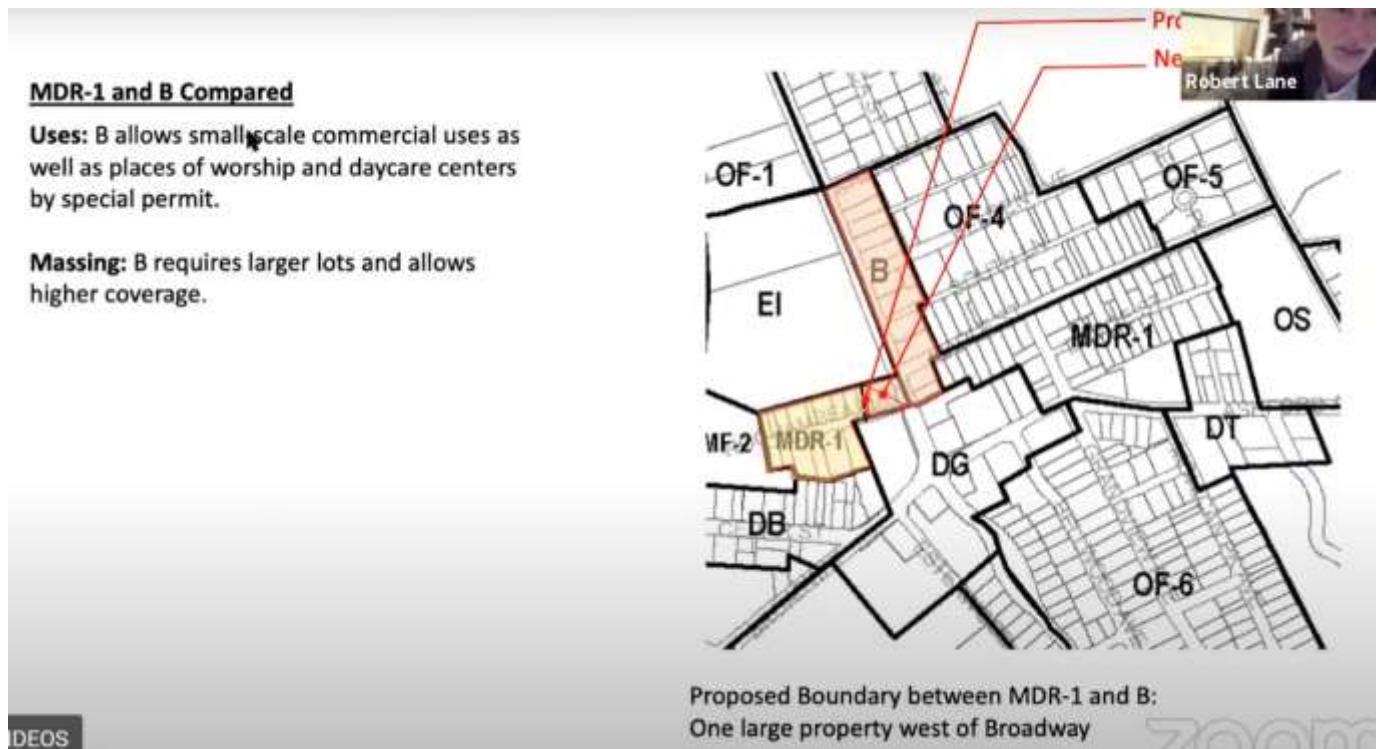 MDR-1 and B Compared
Uses: B allows small scale commercial uses as
well as places of worship and daycare centers
by special permit.
Massing: B requires larger lots and allows
higher coverage.
Pro
Ne
Robert Lane
OF-1
OF-5
OF-4
B
EI
OS
MDR-1
MF-2
MDR-1
DT
DG
DB
OF-6
Proposed Boundary between MDR-1 and B:
One large property west of Broadway
IDEOS
zoom